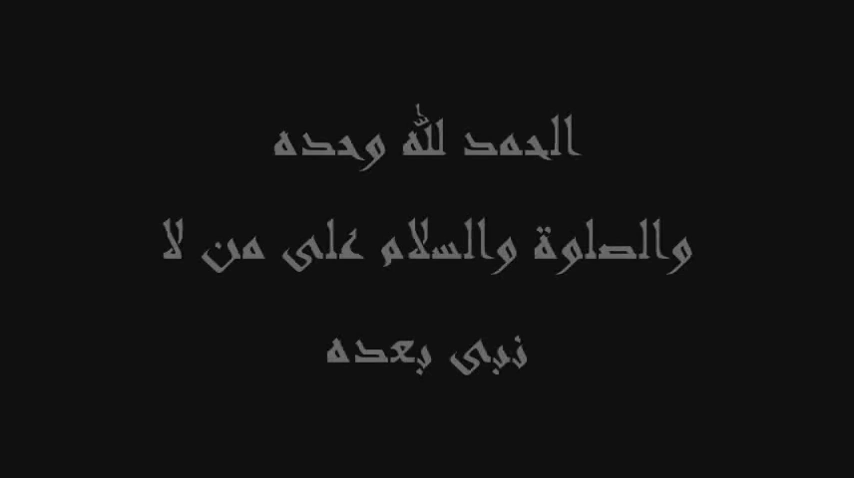 الحمد لله وحده
والصلوة والسلام على من لا
نبى بعده